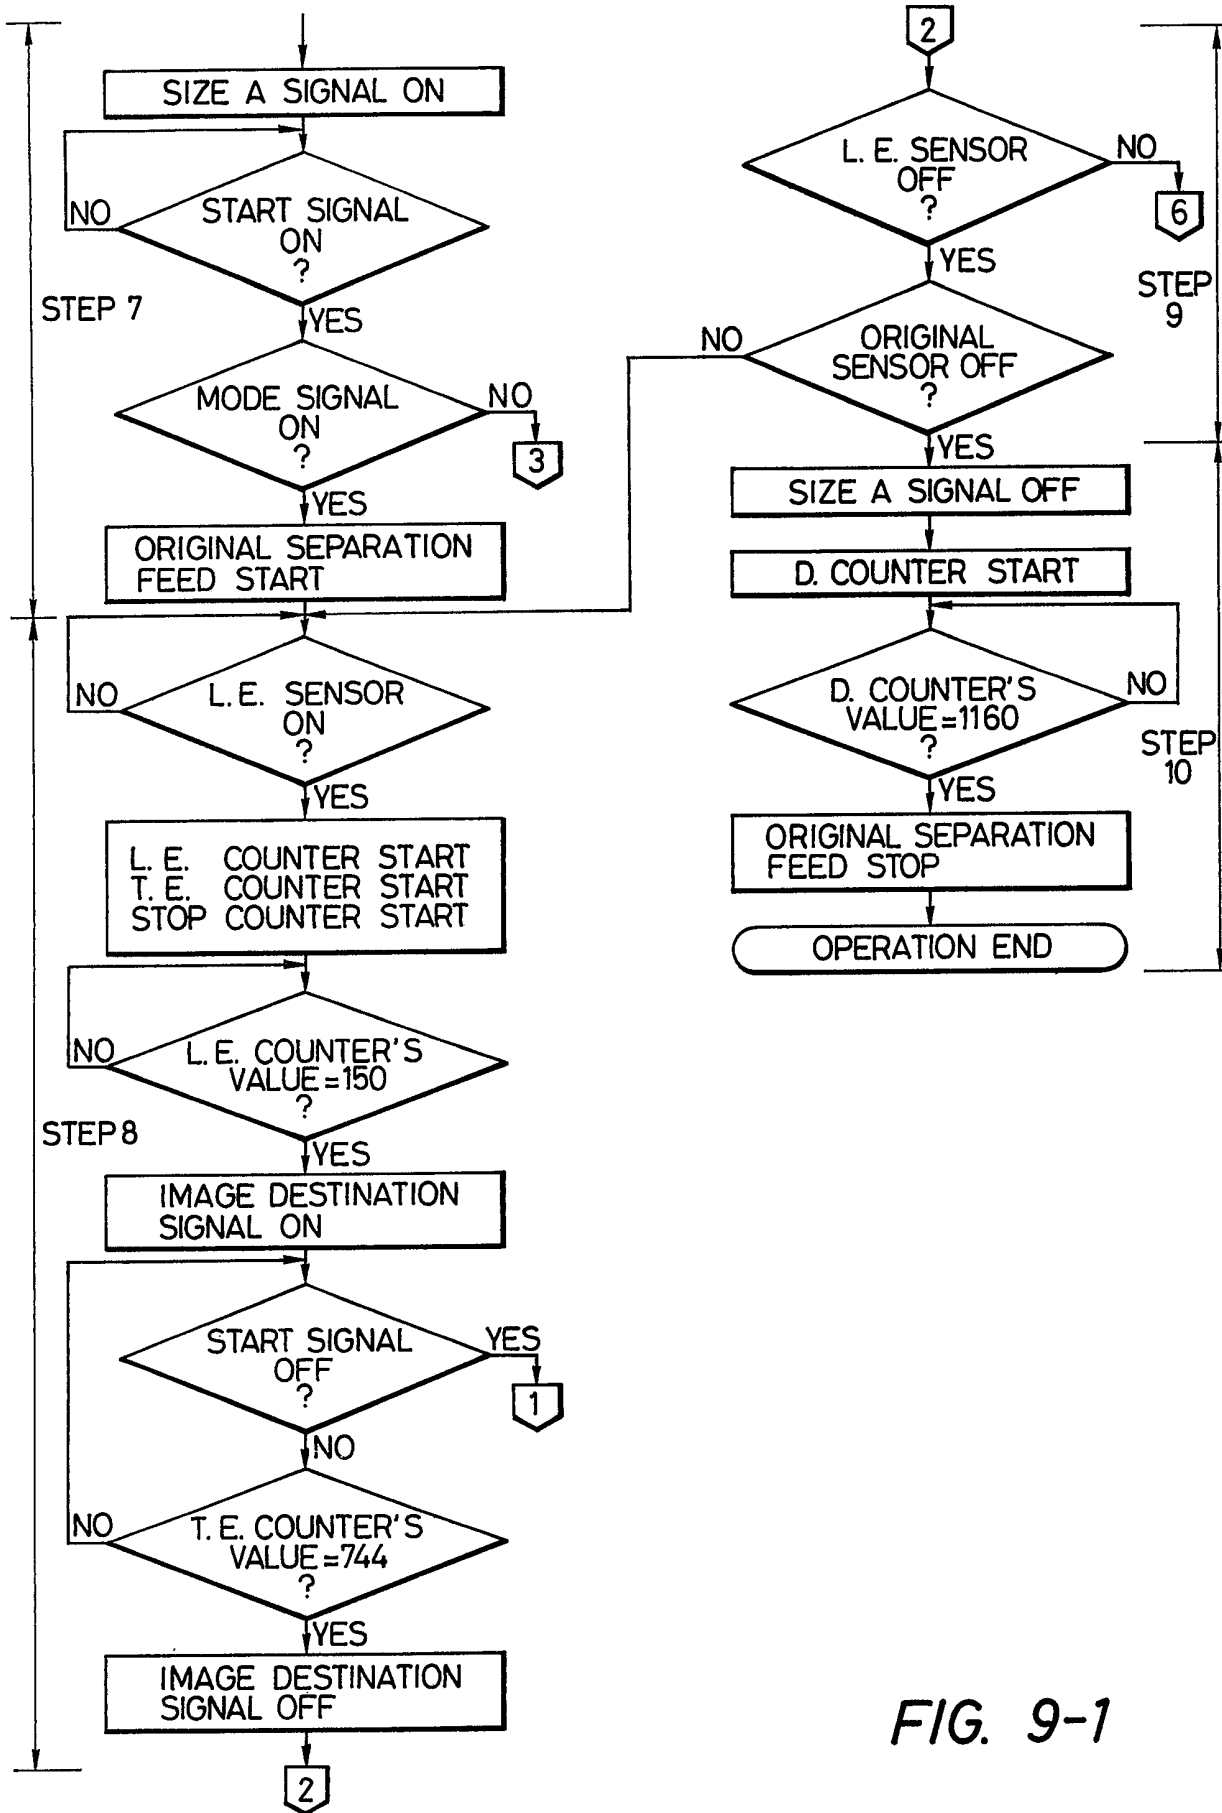 SIZE A SIGNAL ON
NO
START SIGNAL
ON
?
STEP 7
YES
MODE SIGNAL
ON
?
NO
3
YES
ORIGINAL SEPARATION
FEED START
NO
L. E. SENSOR
ON
?
YES
L. E. COUNTER START
T. E. COUNTER START
STOP COUNTER START
NO
L. E. COUNTER'S
VALUE=150
?
STEP 8
YES
IMAGE DESTINATION
SIGNAL ON
START SIGNAL
OFF
?
YES
1
NO
NO
T. E. COUNTER'S
VALUE=744
?
YES
IMAGE DESTINATION
SIGNAL OFF
2
2
L. E. SENSOR
OFF
?
NO
6
YES
STEP
9
NO
ORIGINAL
SENSOR OFF
?
YES
SIZE A SIGNAL OFF
D. COUNTER START
D. COUNTER'S
VALUE=1160
?
NO
STEP
10
YES
ORIGINAL SEPARATION
FEED STOP
OPERATION END
FIG. 9-1